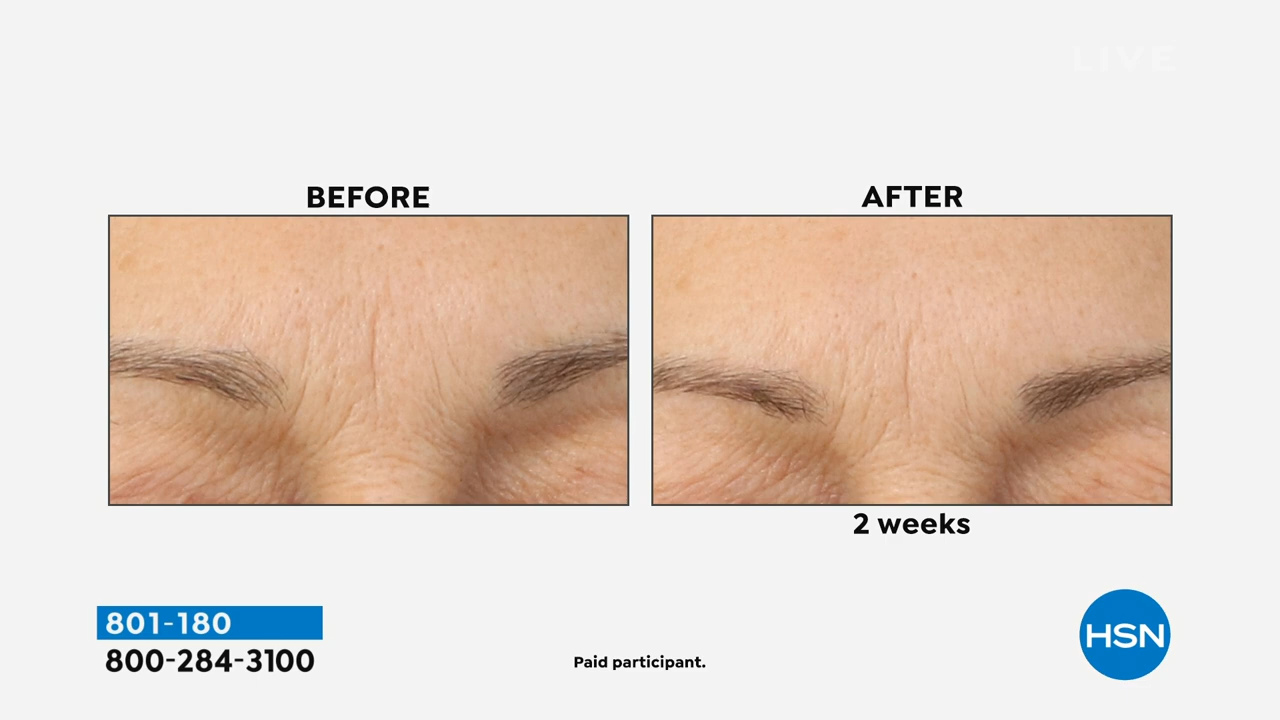 LIVE
BEFORE
AFTER
2 weeks
801-180
800-284-3100
Paid participant.
HSN